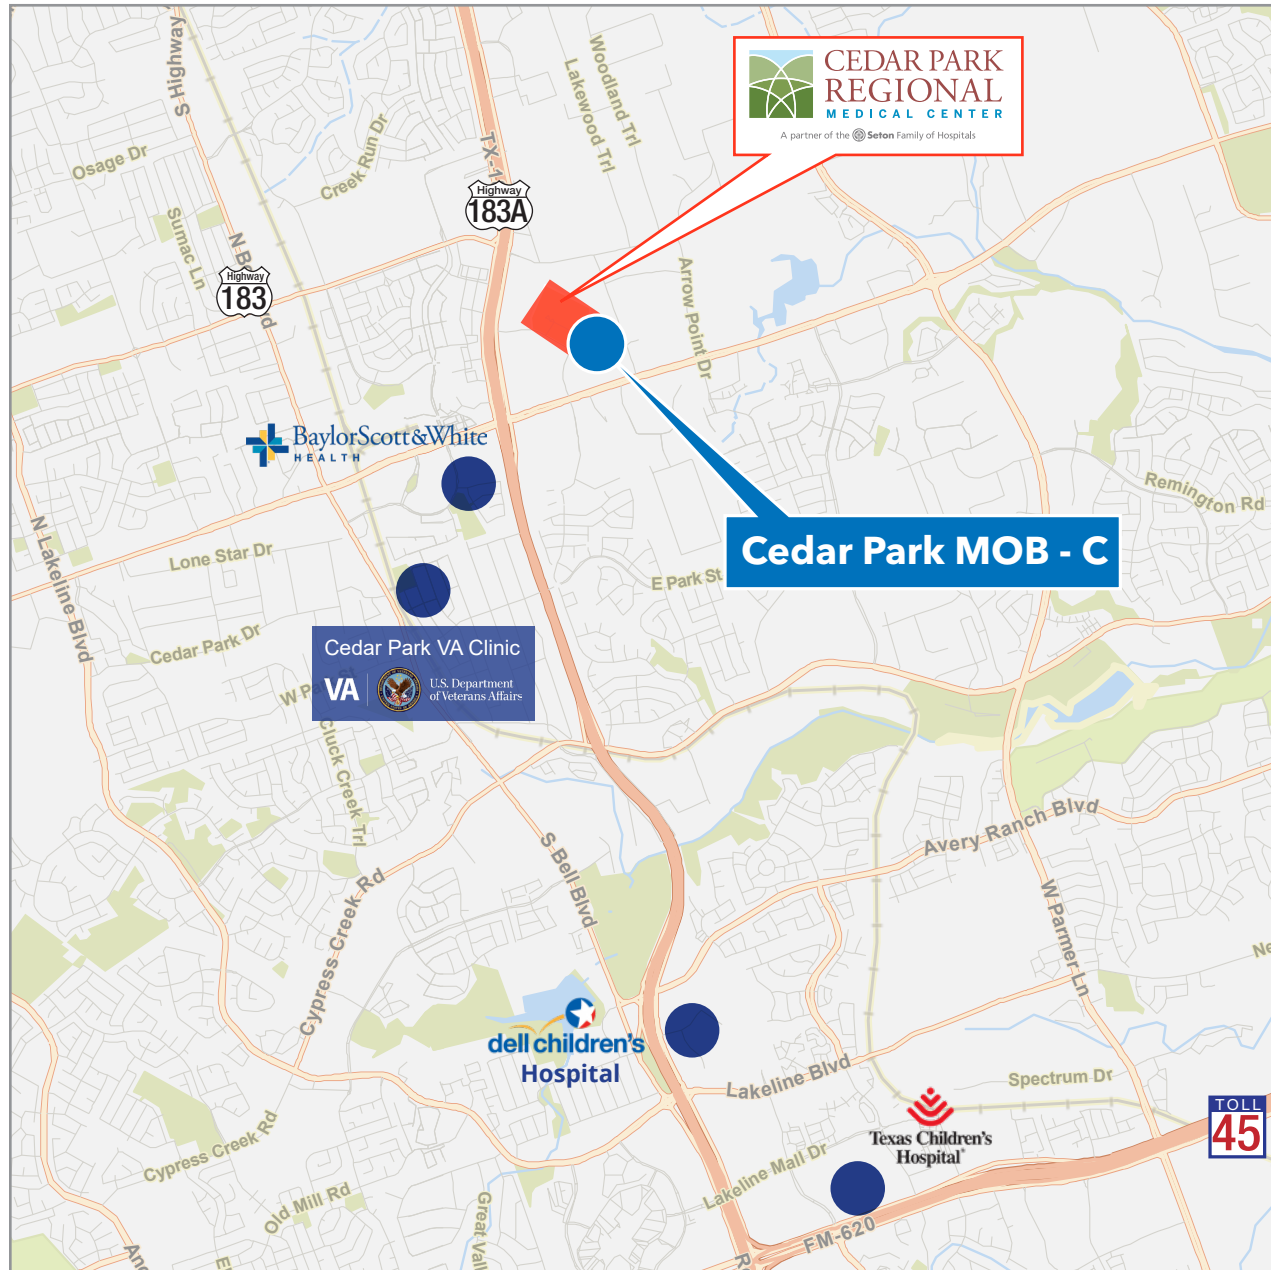 S Highway
Woodland Trl
Lakewood Trl
CEDAR PARK
REGIONAL
MEDICAL CENTER
A partner of the Seton Family of Hospitals
Osage Dr
Creek Run Dr
TX-1
Highway
183A
Sumac Ln
Highway
183
Arrow Point Dr
BaylorScott&White
HEALTH
Remington Rd
N Lakeline Blvd
Lone Star Dr
Cedar Park MOB - C
E Park St
Cedar Park Dr
Cedar Park VA Clinic
VA
U.S. Department
of Veterans Affairs
Cluck Creek Trl
Avery Ranch Blvd
S Bell Blvd
Cypress Creek Rd
W Parmer Ln
dell children's
Hospital
Lakeline Blvd
Spectrum Dr
TOLL
45
Texas Children's
Hospital
Cypress Creek Rd
Lakeline Mall Dr
Old Mill Rd
FM-620